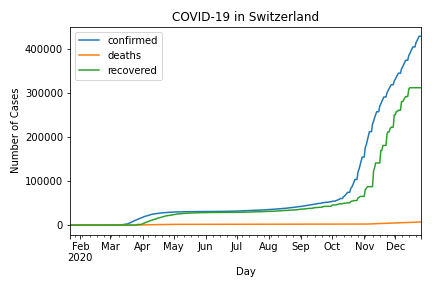 COVID-19 in Switzerland
confirmed
deaths
recovered
Number of Cases
400000
300000
200000
100000
0
Feb Mar Apr May Jun Jul Aug Sep Oct Nov Dec
2020
Day